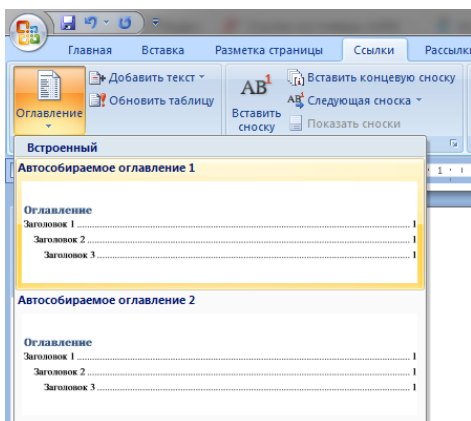 Главная Вставка Разметка страницы Ссылки Рассылк
Оглавление
Добавить текст
Обновить таблицу
AB1
Вставить сноску
Вставить концевую сноску
AB Следующая сноска
Показать сноски
Встроенный
Автособираемое оглавление 1
Оглавление
Заголовок 1 1
Заголовок 2 1
Заголовок 3 1
Автособираемое оглавление 2
Оглавление
Заголовок 1 1
Заголовок 2 1
Заголовок 3 1
1